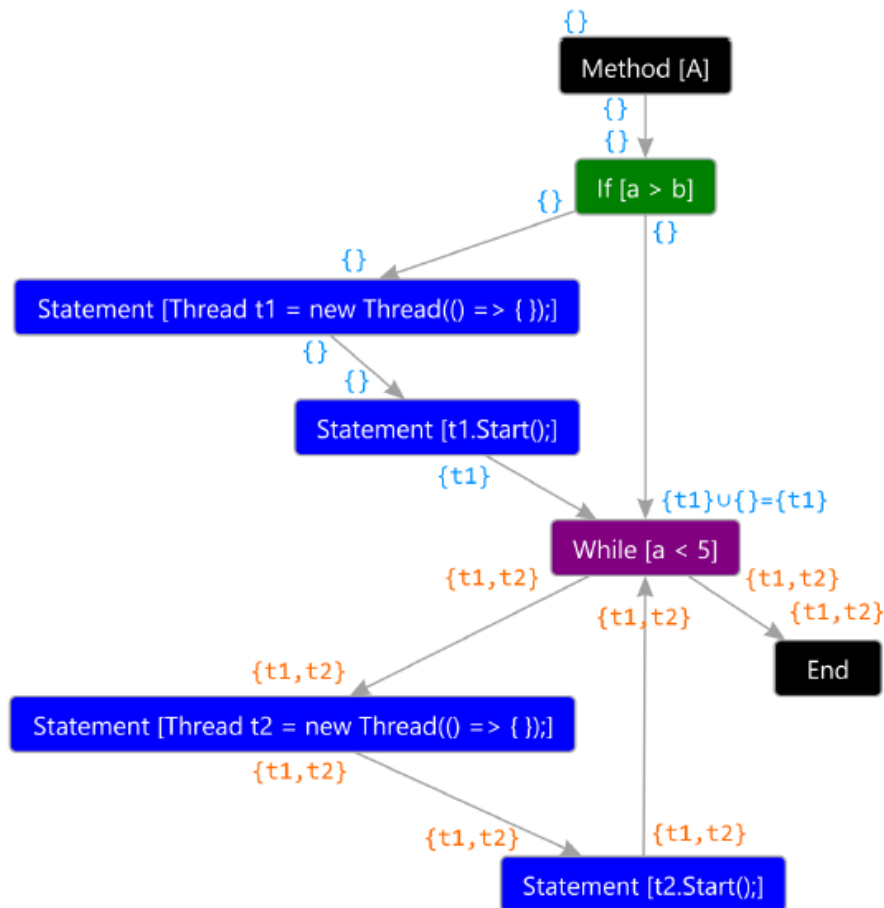 {}
Method [A]
{}
{}
If [a > b]
{}
{}
{}
Statement [Thread t1 = new Thread(() => { });]
{}
{}
Statement [t1.Start();]
{t1}
{t1}∪{}={t1}
While [a < 5]
{t1,t2}
{t1,t2}
{t1,t2}
{t1,t2}
End
{t1,t2}
Statement [Thread t2 = new Thread(() => { });]
{t1,t2}
{t1,t2}
{t1,t2}
Statement [t2.Start();]